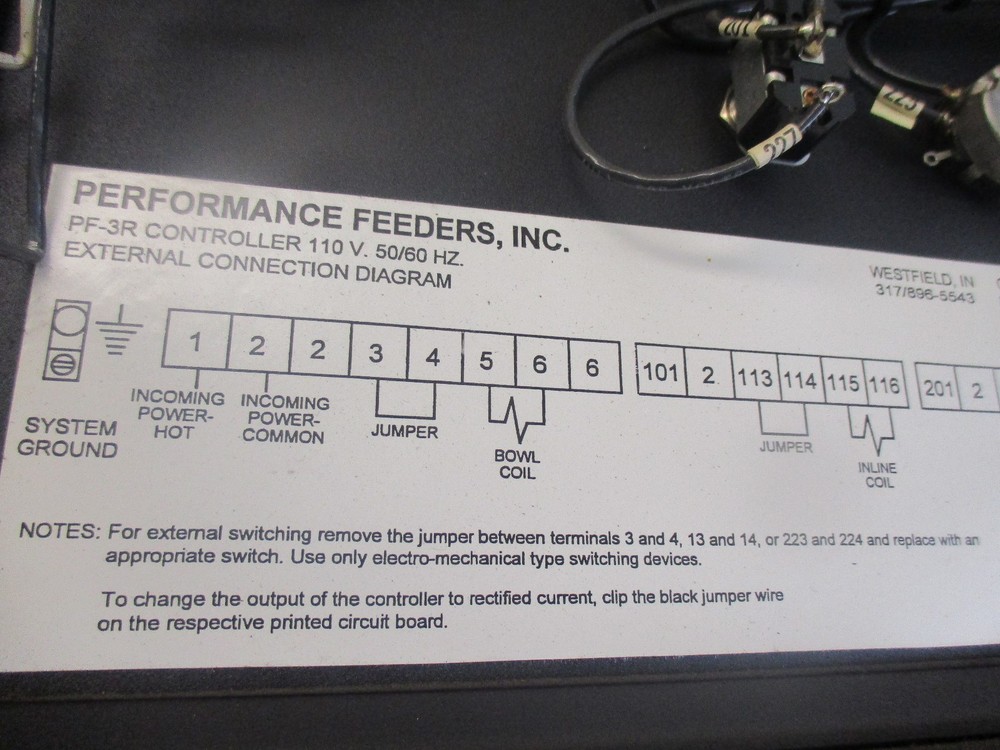 201
223
227
PERFORMANCE FEEDERS, INC.
PF-3R CONTROLLER 110 V. 50/60 HZ.
EXTERNAL CONNECTION DIAGRAM
WESTFIELD, IN
317/896-5543
1 2 2 3 4 5 6 6 101 2 113 114 115 116 201 2
INCOMING
POWER-
HOT
INCOMING
POWER-
COMMON
JUMPER
BOWL
COIL
JUMPER
INLINE
COIL
SYSTEM
GROUND
NOTES: For external switching remove the jumper between terminals 3 and 4, 13 and 14, or 223 and 224 and replace with an
appropriate switch. Use only electro-mechanical type switching devices.
To change the output of the controller to rectified current, clip the black jumper wire
on the respective printed circuit board.